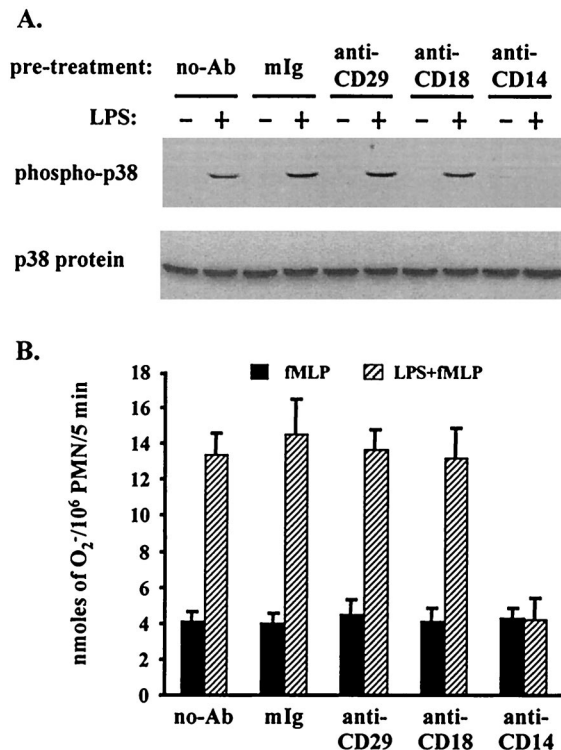 A.
pre-treatment: no-Ab mIg anti-CD29 anti-CD18 anti-CD14
LPS: – + – + – + – + – +
phospho-p38
p38 protein
B.
fMLP LPS+fMLP
nmoles of O2-/10⁶ PMN/5 min
18
16
14
12
10
8
6
4
2
0
no-Ab mIg anti-CD29 anti-CD18 anti-CD14